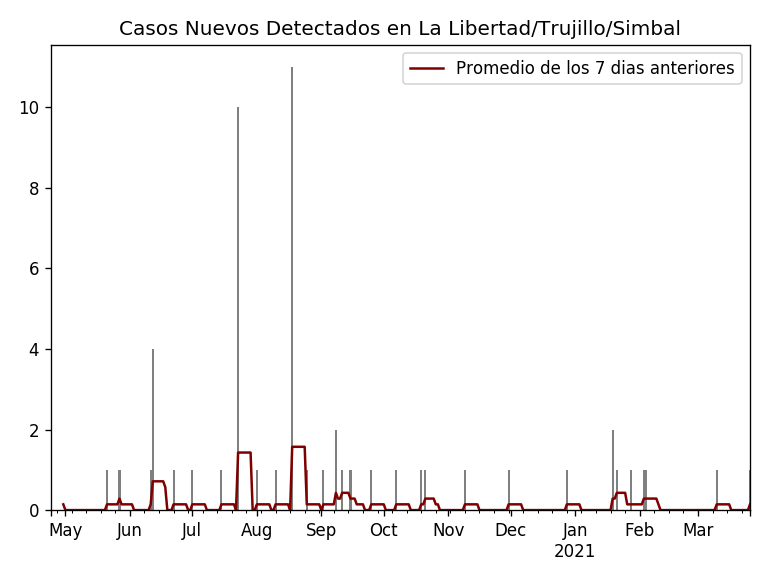 Casos Nuevos Detectados en La Libertad/Trujillo/Simbal
Promedio de los 7 dias anteriores
10
8
6
4
2
0
May Jun Jul Aug Sep Oct Nov Dec Jan Feb Mar
2021